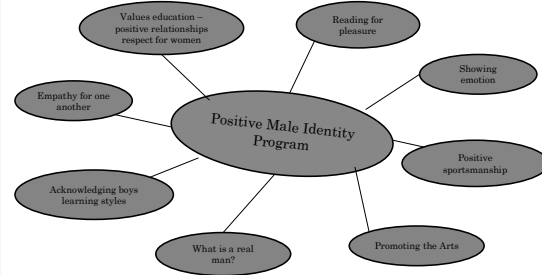 Values education –
positive relationships
respect for women
Reading for
pleasure
Showing
emotion
Empathy for one
another
Positive Male Identity
Program
Positive
sportsmanship
Acknowledging boys
learning styles
What is a real
man?
Promoting the Arts